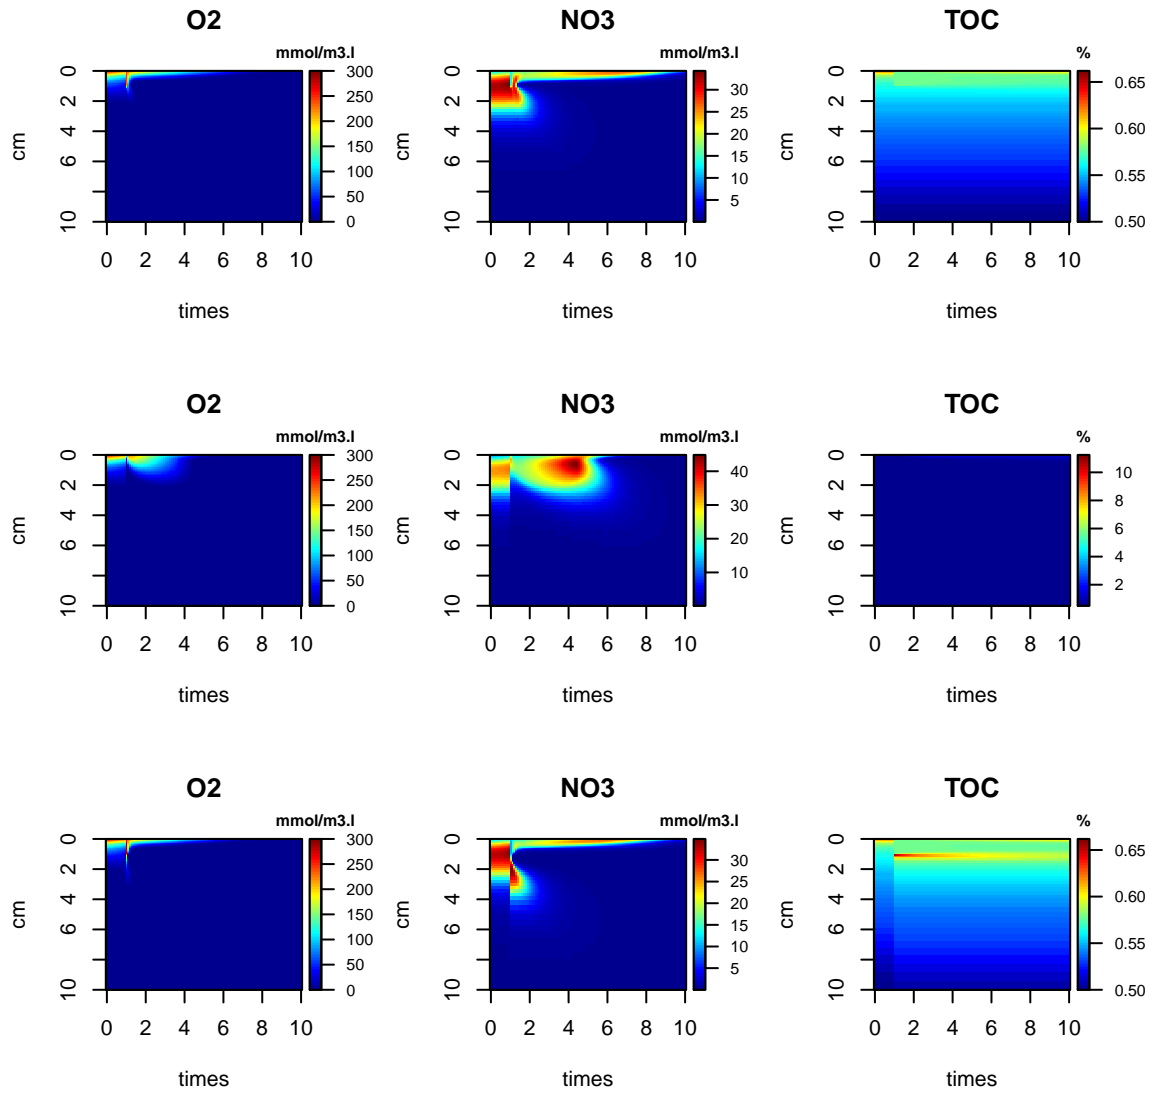 O2 NO3 TOC
mmol/m3.l mmol/m3.l %
cm 0 2 4 6 10 300 250 200 150 100 50 0
cm 0 2 4 6 10 30 25 20 15 10 5
cm 0 2 4 6 10 0.65 0.60 0.55 0.50
0 2 4 6 8 10 0 2 4 6 8 10 0 2 4 6 8 10
times times times
O2 NO3 TOC
mmol/m3.l mmol/m3.l %
cm 0 2 4 6 10 300 250 200 150 100 50 0
cm 0 2 4 6 10 40 30 20 10
cm 0 2 4 6 10 10 8 6 4 2
0 2 4 6 8 10 0 2 4 6 8 10 0 2 4 6 8 10
times times times
O2 NO3 TOC
mmol/m3.l mmol/m3.l %
cm 0 2 4 6 10 300 250 200 150 100 50 0
cm 0 2 4 6 10 30 25 20 15 10 5
cm 0 2 4 6 10 0.65 0.60 0.55 0.50
0 2 4 6 8 10 0 2 4 6 8 10 0 2 4 6 8 10
times times times